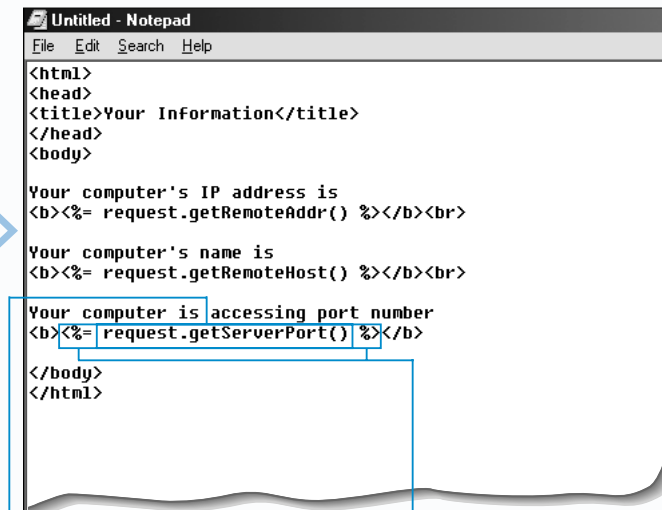 Untitled - Notepad
File Edit Search Help
<html>
<head>
<title>Your Information</title>
</head>
<body>
Your computer's IP address is
<b><%= request.getRemoteAddr() %></b><br>
Your computer's name is
<b><%= request.getRemoteHost() %></b><br>
Your computer is accessing port number
<b><%= request.getServerPort() %></b>
</body>
</html>